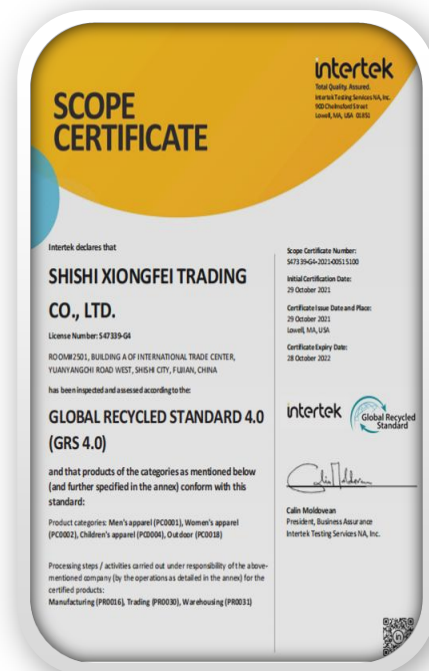 intertek
Total Quality. Assured.
Intertek Testing Services NA, Inc.
900 Chelmsford Street
Lowell, MA, USA 01851
SCOPE
CERTIFICATE
Intertek declares that
SHISHI XIONGFEI TRADING
CO., LTD.
License Number: S47339-G4
ROOM#2501, BUILDING A OF INTERNATIONAL TRADE CENTER,
YUANYANGCHI ROAD WEST, SHISHI CITY, FUJIAN, CHINA
has been inspected and assessed according to the:
GLOBAL RECYCLED STANDARD 4.0
(GRS 4.0)
and that products of the categories as mentioned below
(and further specified in the annex) conform with this
standard:
Product categories: Men's apparel (PC0001), Women's apparel
(PC0002), Children's apparel (PC0004), Outdoor (PC0018)
Processing steps / activities carried out under responsibility of the above-
mentioned company (by the operations as detailed in the annex) for the
certified products:
Manufacturing (PR0016), Trading (PR0030), Warehousing (PR0031)
Scope Certificate Number:
S47339-G4-2021-00515100
Initial Certification Date:
29 October 2021
Certificate Issue Date and Place:
29 October 2021
Lowell, MA, USA
Certificate Expiry Date:
28 October 2022
intertek
Global Recycled
Standard
Calin Moldovean
President, Business Assurance
Intertek Testing Services NA, Inc.